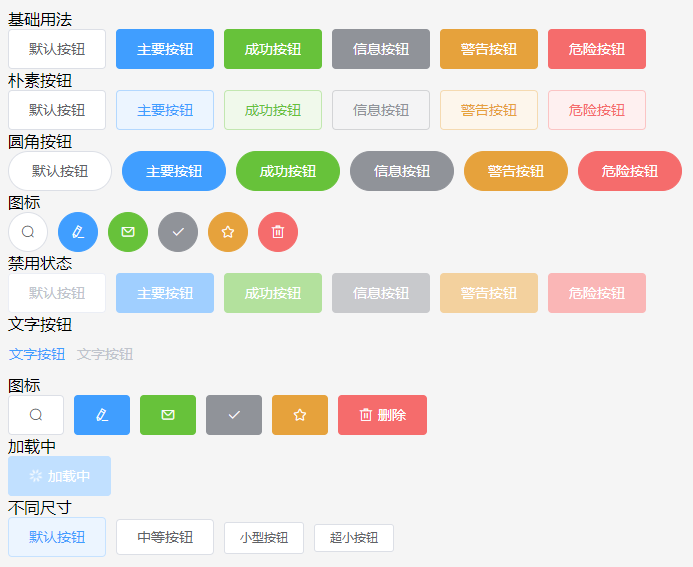 基础用法
默认按钮 主要按钮 成功按钮 信息按钮 警告按钮 危险按钮
朴素按钮
默认按钮 主要按钮 成功按钮 信息按钮 警告按钮 危险按钮
圆角按钮
默认按钮 主要按钮 成功按钮 信息按钮 警告按钮 危险按钮
图标
禁用状态
默认按钮 主要按钮 成功按钮 信息按钮 警告按钮 危险按钮
文字按钮
文字按钮 文字按钮
图标
删除
加载中
加载中
不同尺寸
默认按钮 中等按钮 小型按钮 超小按钮